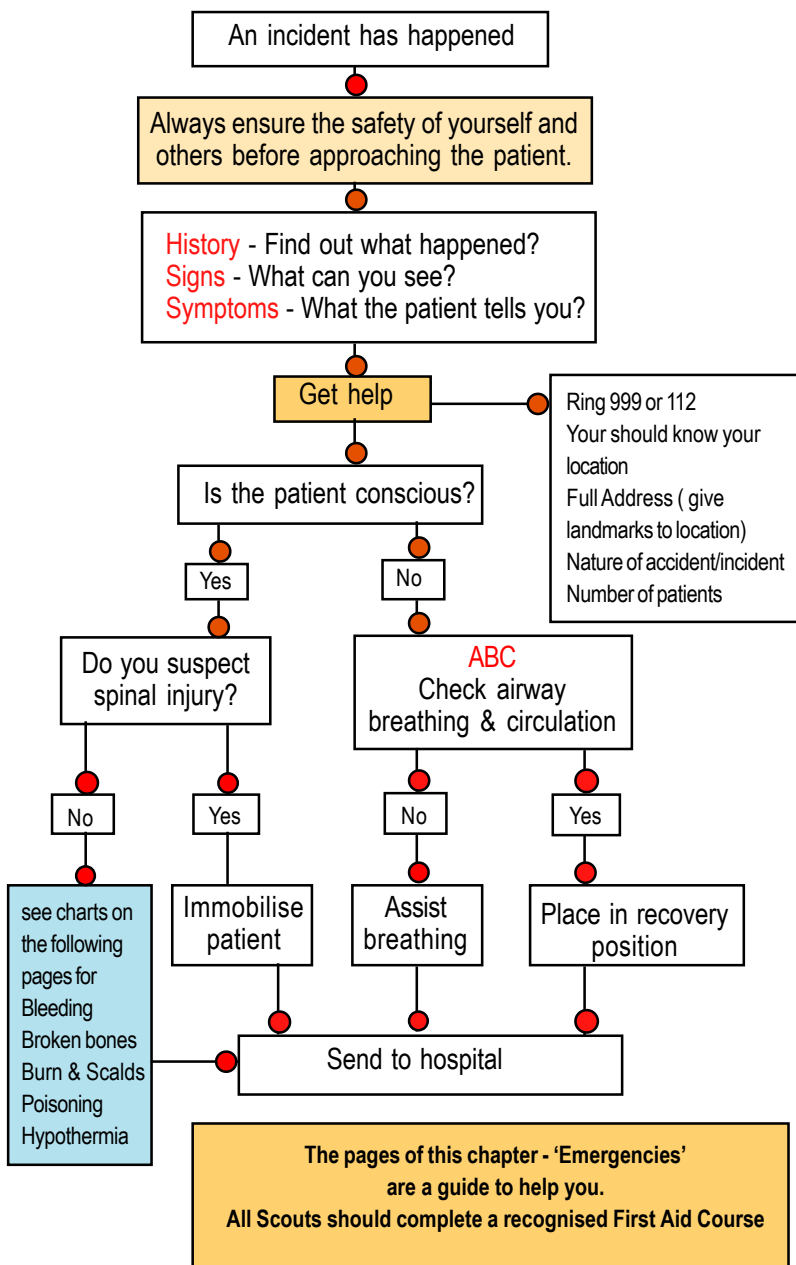 An incident has happened
Always ensure the safety of yourself and
others before approaching the patient.
History - Find out what happened?
Signs - What can you see?
Symptoms - What the patient tells you?
Get help
Ring 999 or 112
Your should know your
location
Full Address ( give
landmarks to location)
Nature of accident/incident
Number of patients
Is the patient conscious?
Yes
No
Do you suspect
spinal injury?
ABC
Check airway
breathing & circulation
No
Yes
No
Yes
see charts on
the following
pages for
Bleeding
Broken bones
Burn & Scalds
Poisoning
Hypothermia
Immobilise
patient
Assist
breathing
Place in recovery
position
Send to hospital
The pages of this chapter - ‘Emergencies’
are a guide to help you.
All Scouts should complete a recognised First Aid Course